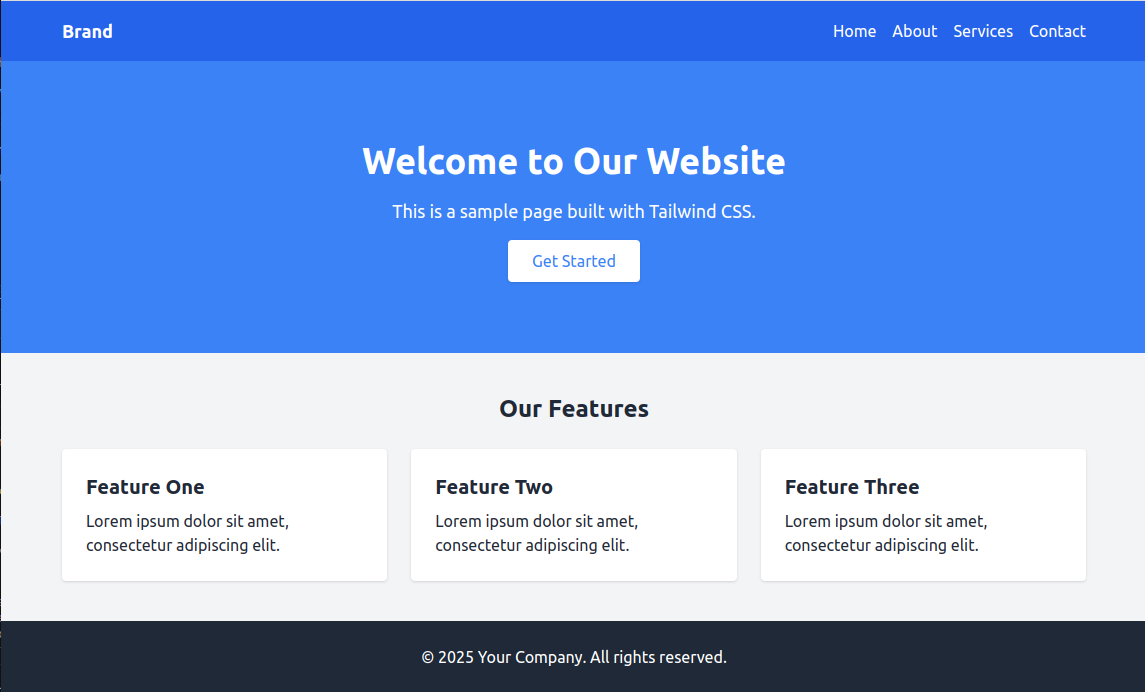 Brand
Home About Services Contact
Welcome to Our Website
This is a sample page built with Tailwind CSS.
Get Started
Our Features
Feature One
Lorem ipsum dolor sit amet,
consectetur adipiscing elit.
Feature Two
Lorem ipsum dolor sit amet,
consectetur adipiscing elit.
Feature Three
Lorem ipsum dolor sit amet,
consectetur adipiscing elit.
© 2025 Your Company. All rights reserved.